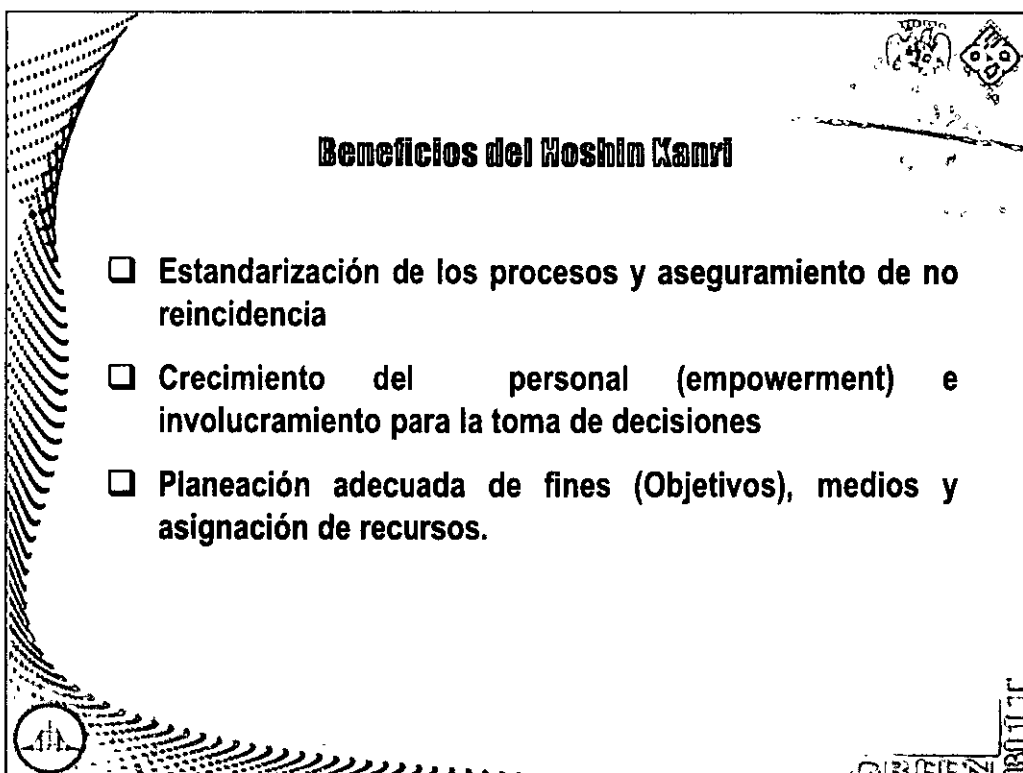 Beneficios del Hoshin Kanri
❑ Estandarización de los procesos y aseguramiento de no
reincidencia
❑ Crecimiento del personal (empowerment) e
involucramiento para la toma de decisiones
❑ Planeación adecuada de fines (Objetivos), medios y
asignación de recursos.